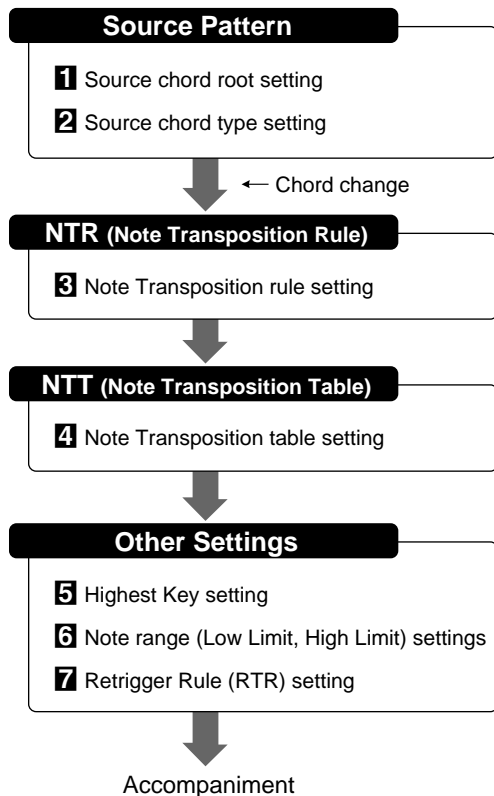 Source Pattern
1 Source chord root setting
2 Source chord type setting
← Chord change
NTR (Note Transposition Rule)
3 Note Transposition rule setting
NTT (Note Transposition Table)
4 Note Transposition table setting
Other Settings
5 Highest Key setting
6 Note range (Low Limit, High Limit) settings
7 Retrigger Rule (RTR) setting
Accompaniment